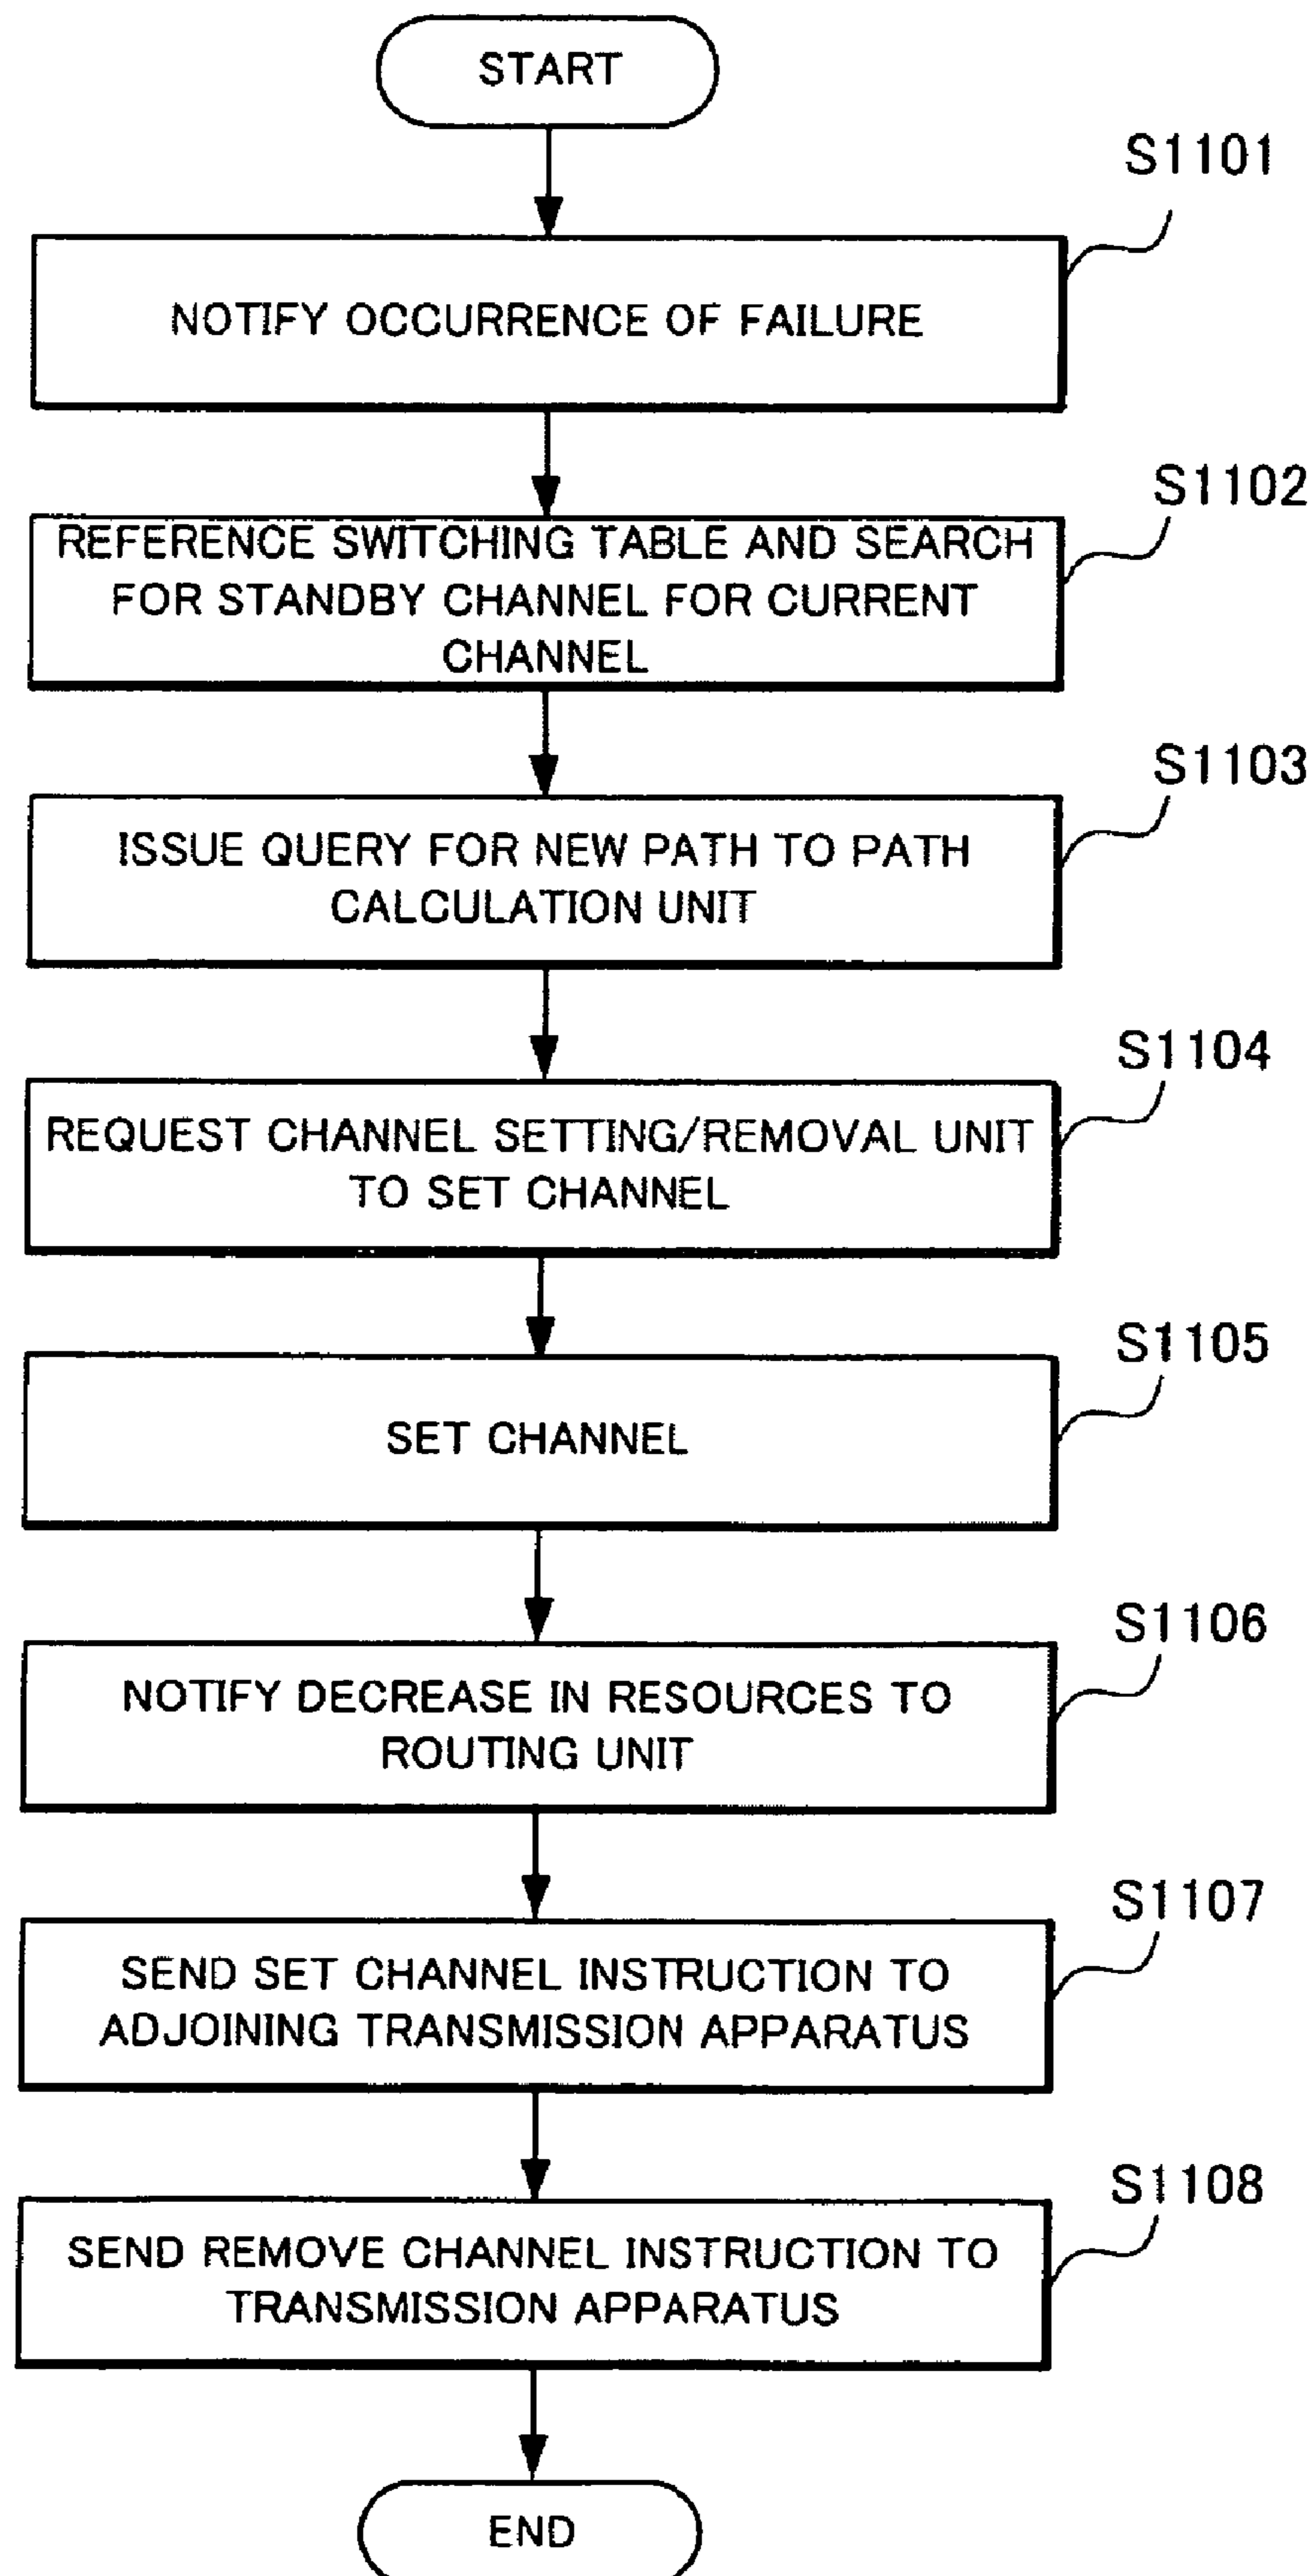 START
S1101
NOTIFY OCCURRENCE OF FAILURE
S1102
REFERENCE SWITCHING TABLE AND SEARCH
FOR STANDBY CHANNEL FOR CURRENT
CHANNEL
S1103
ISSUE QUERY FOR NEW PATH TO PATH
CALCULATION UNIT
S1104
REQUEST CHANNEL SETTING/REMOVAL UNIT
TO SET CHANNEL
S1105
SET CHANNEL
S1106
NOTIFY DECREASE IN RESOURCES TO
ROUTING UNIT
S1107
SEND SET CHANNEL INSTRUCTION TO
ADJOINING TRANSMISSION APPARATUS
S1108
SEND REMOVE CHANNEL INSTRUCTION TO
TRANSMISSION APPARATUS
END